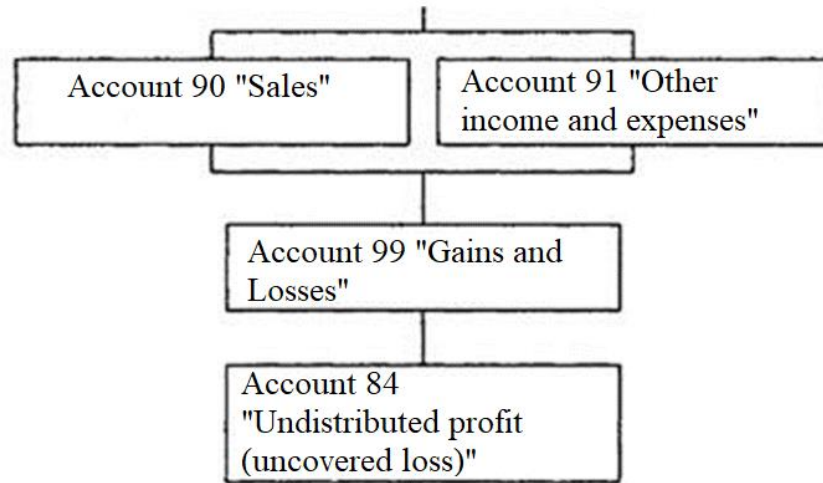 Account 90 "Sales"
Account 91 "Other
income and expenses"
Account 99 "Gains and
Losses"
Account 84
"Undistributed profit
(uncovered loss)"